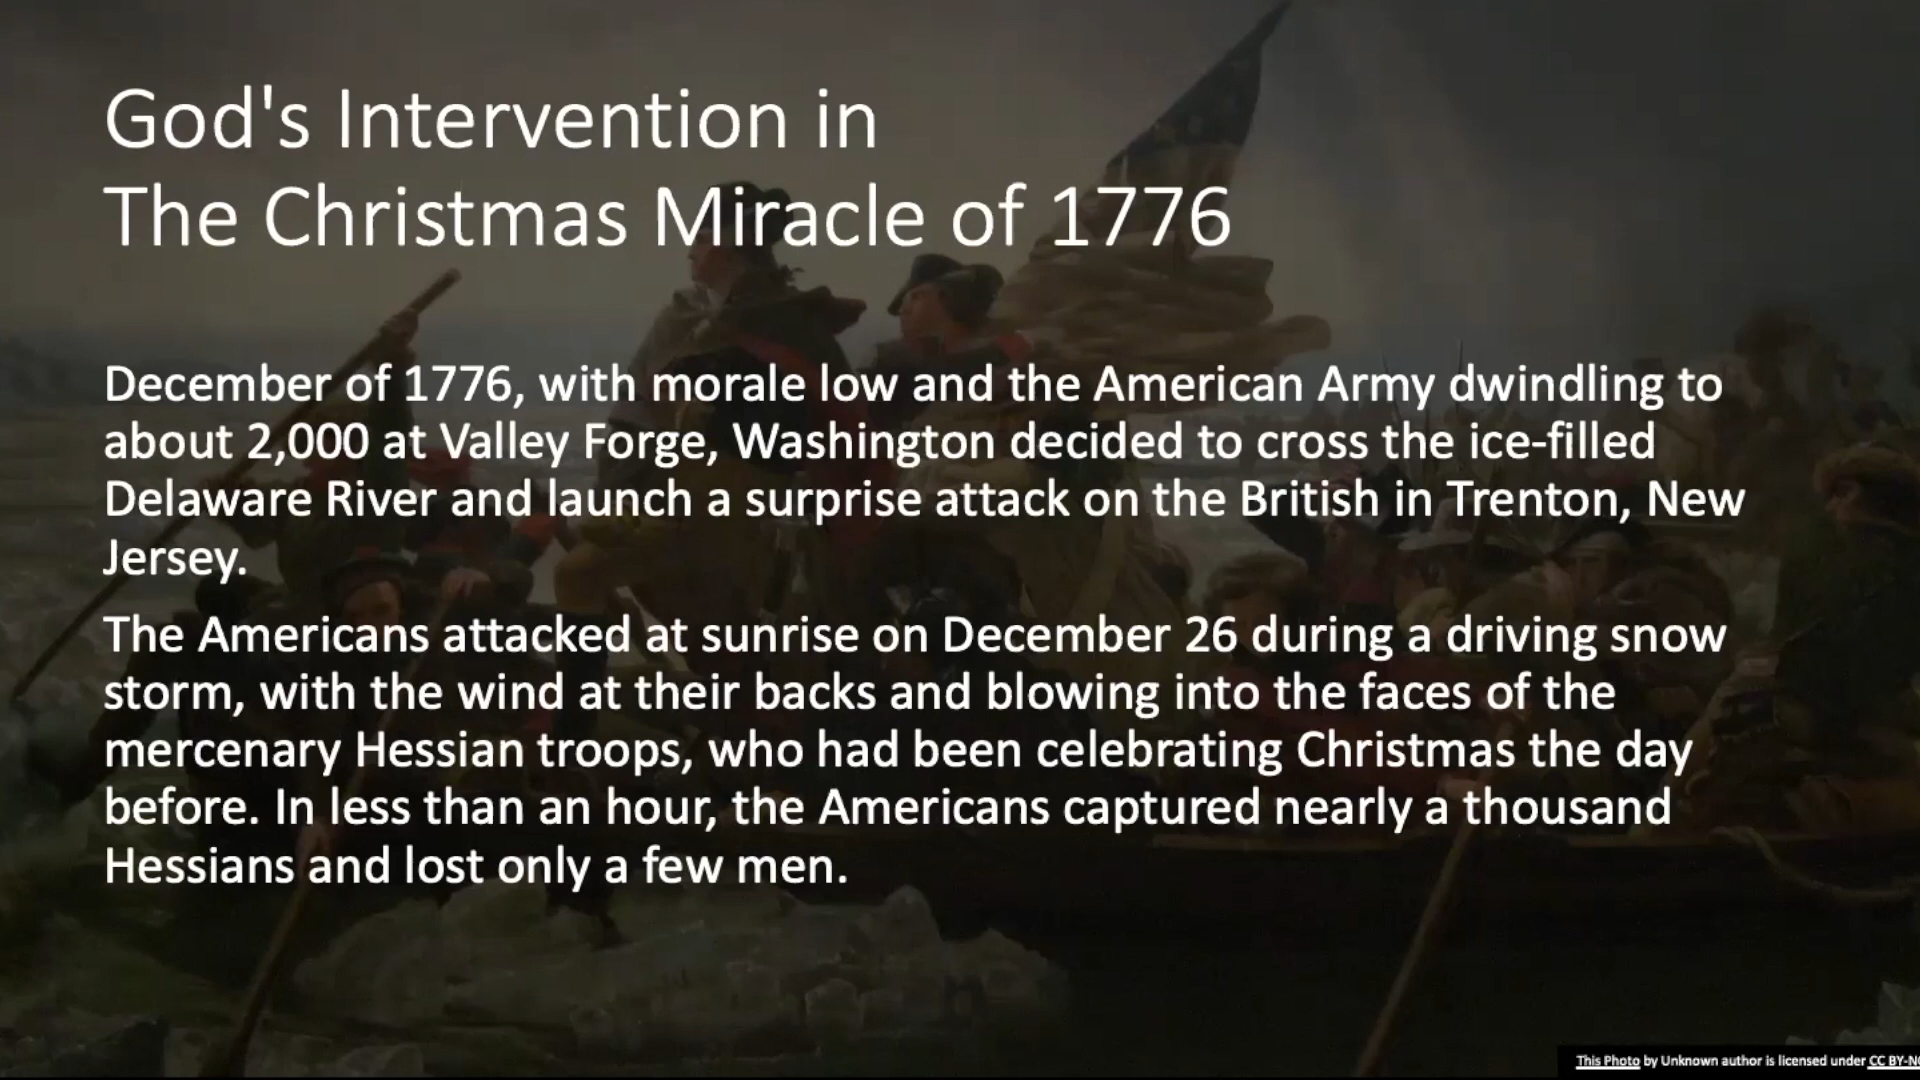 God's Intervention in
The Christmas Miracle of 1776
December of 1776, with morale low and the American Army dwindling to
about 2,000 at Valley Forge, Washington decided to cross the ice-filled
Delaware River and launch a surprise attack on the British in Trenton, New
Jersey.
The Americans attacked at sunrise on December 26 during a driving snow
storm, with the wind at their backs and blowing into the faces of the
mercenary Hessian troops, who had been celebrating Christmas the day
before. In less than an hour, the Americans captured nearly a thousand
Hessians and lost only a few men.
This Photo by Unknown author is licensed under CC BY-N